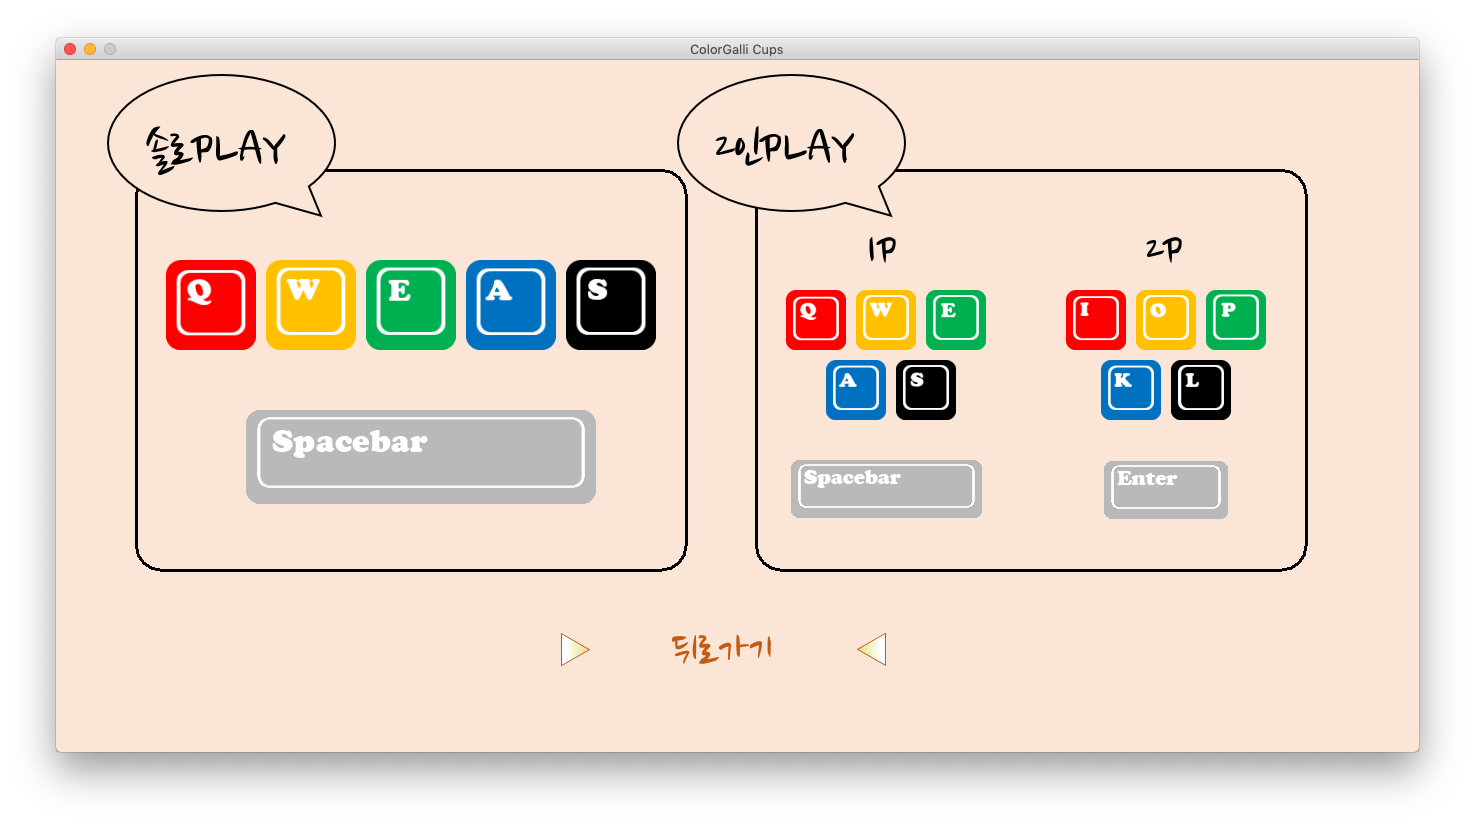 ColorGalli Cups
솔로PLAY
Q W E A S
Spacebar
2인PLAY
1P 2P
Q W E I O P
A S K L
Spacebar Enter
뒤로가기